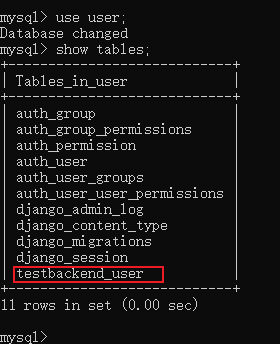 mysql> use user;
Database changed
mysql> show tables;
+----------------------------+
| Tables_in_user             |
+----------------------------+
| auth_group                 |
| auth_group_permissions     |
| auth_permission            |
| auth_user                  |
| auth_user_groups           |
| auth_user_user_permissions |
| django_admin_log           |
| django_content_type        |
| django_migrations          |
| django_session             |
| testbackend_user           |
+----------------------------+
11 rows in set (0.00 sec)
mysql>